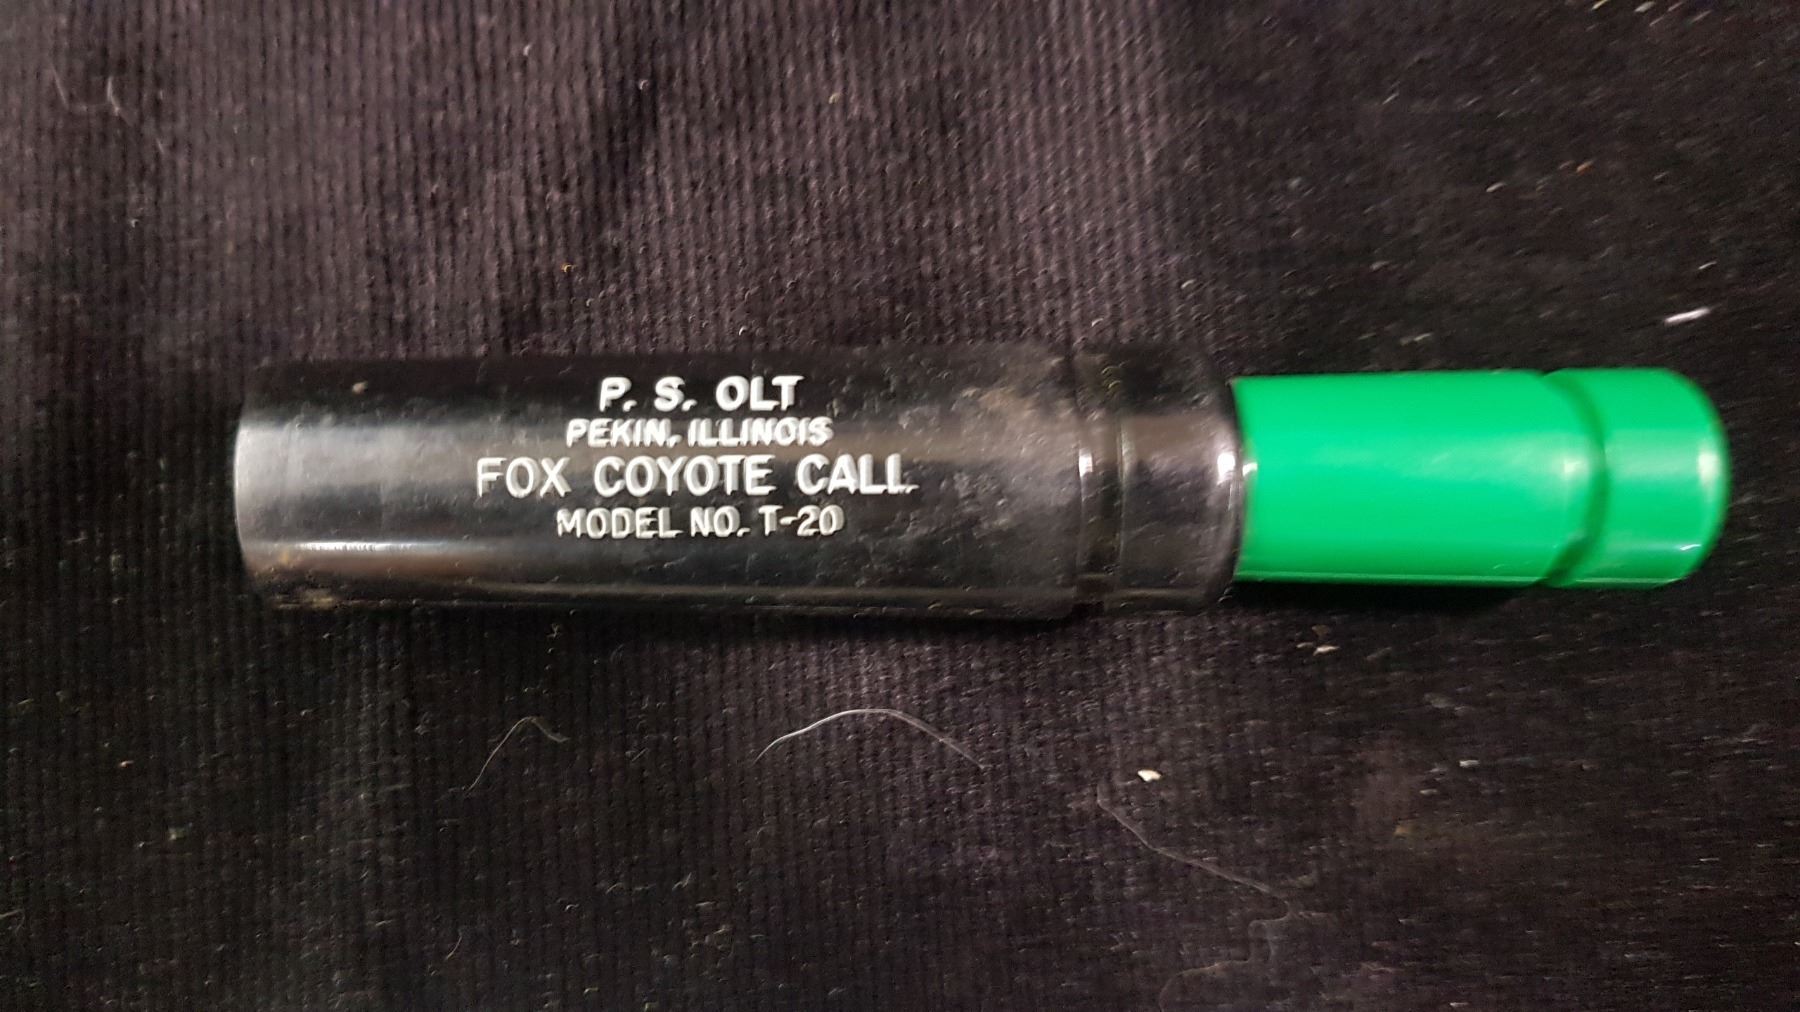 P. S. OLT
PEKIN, ILLINOIS
FOX COYOTE CALL
MODEL NO. T-20